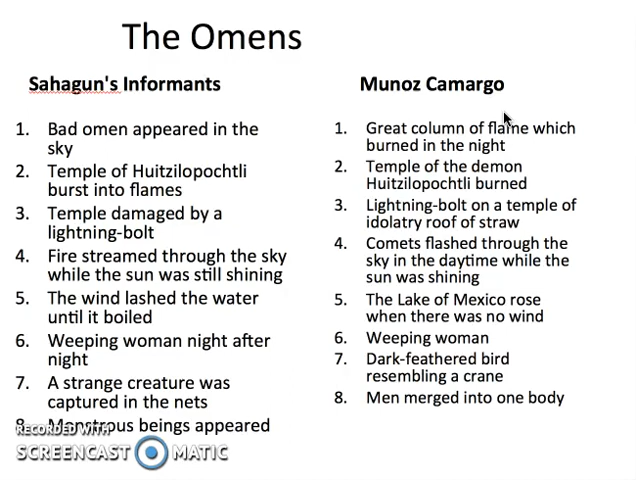 The Omens
Sahagun's Informants
1. Bad omen appeared in the
sky
2. Temple of Huitzilopochtli
burst into flames
3. Temple damaged by a
lightning-bolt
4. Fire streamed through the sky
while the sun was still shining
5. The wind lashed the water
until it boiled
6. Weeping woman night after
night
7. A strange creature was
captured in the nets
8. Monstrous beings appeared
Munoz Camargo
1. Great column of flame which
burned in the night
2. Temple of the demon
Huitzilopochtli burned
3. Lightning-bolt on a temple of
idolatry roof of straw
4. Comets flashed through the
sky in the daytime while the
sun was shining
5. The Lake of Mexico rose
when there was no wind
6. Weeping woman
7. Dark-feathered bird
resembling a crane
8. Men merged into one body
RECORDED WITH
SCREENCAST MATIC